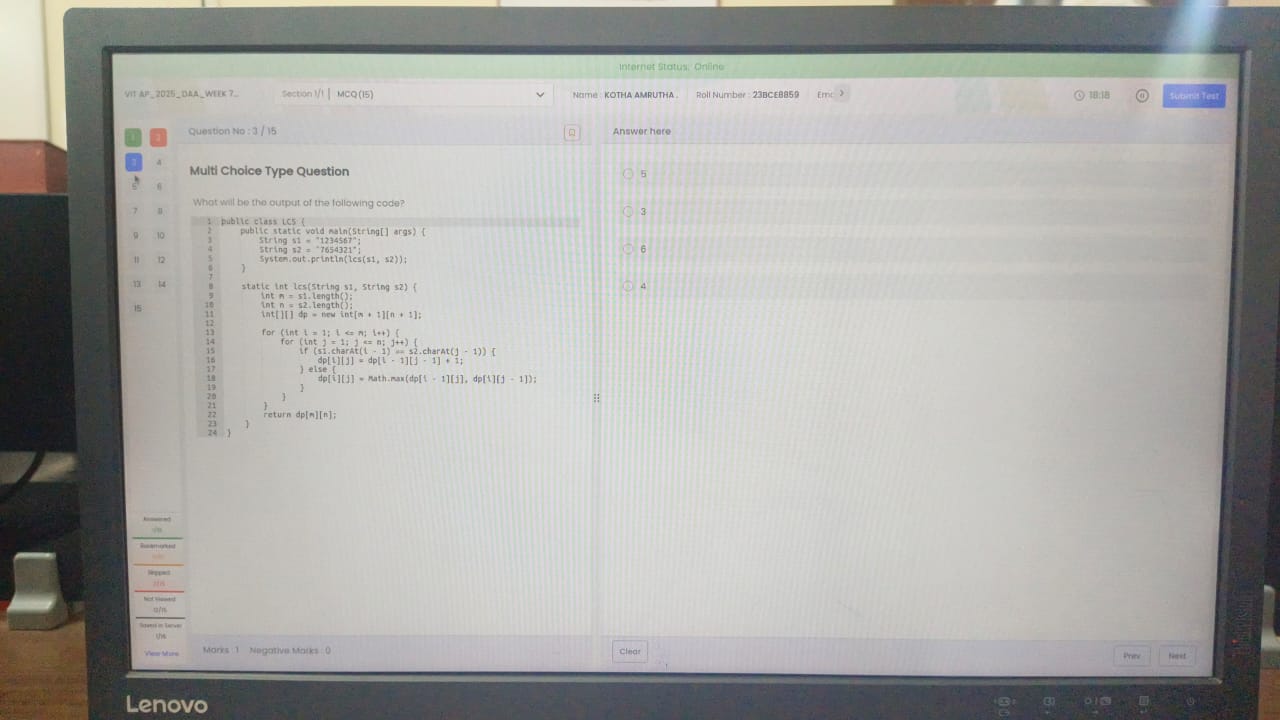 Internet Status: Online
VIT AP_2025_DAA_WEEK 7...
Section 1/1 | MCQ (15)
Name : KOTHA AMRUTHA .
Roll Number : 23BCE8859
Emc
18:18
Submit Test
1 2
3 4
5 6
7 8
9 10
11 12
13 14
15
Question No : 3 / 15
Multi Choice Type Question
What will be the output of the following code?
1 public class LCS {
2 public static void main(String[] args) {
3 String s1 = "1234567";
4 String s2 = "7654321";
5 System.out.println(lcs(s1, s2));
6 }
7
8 static int lcs(String s1, String s2) {
9 int m = s1.length();
10 int n = s2.length();
11 int[][] dp = new int[m + 1][n + 1];
12
13 for (int i = 1; i <= m; i++) {
14 for (int j = 1; j <= n; j++) {
15 if (s1.charAt(i - 1) == s2.charAt(j - 1)) {
16 dp[i][j] = dp[i - 1][j - 1] + 1;
17 } else {
18 dp[i][j] = Math.max(dp[i - 1][j], dp[i][j - 1]);
19 }
20 }
21 }
22 return dp[m][n];
23 }
24 }
Answer here
5
3
6
4
Answered
1/15
Bookmarked
Skipped
Not Viewed
12/15
Saved in Server
View More
Marks : 1 Negative Marks : 0
Clear
Prev
Next
Lenovo